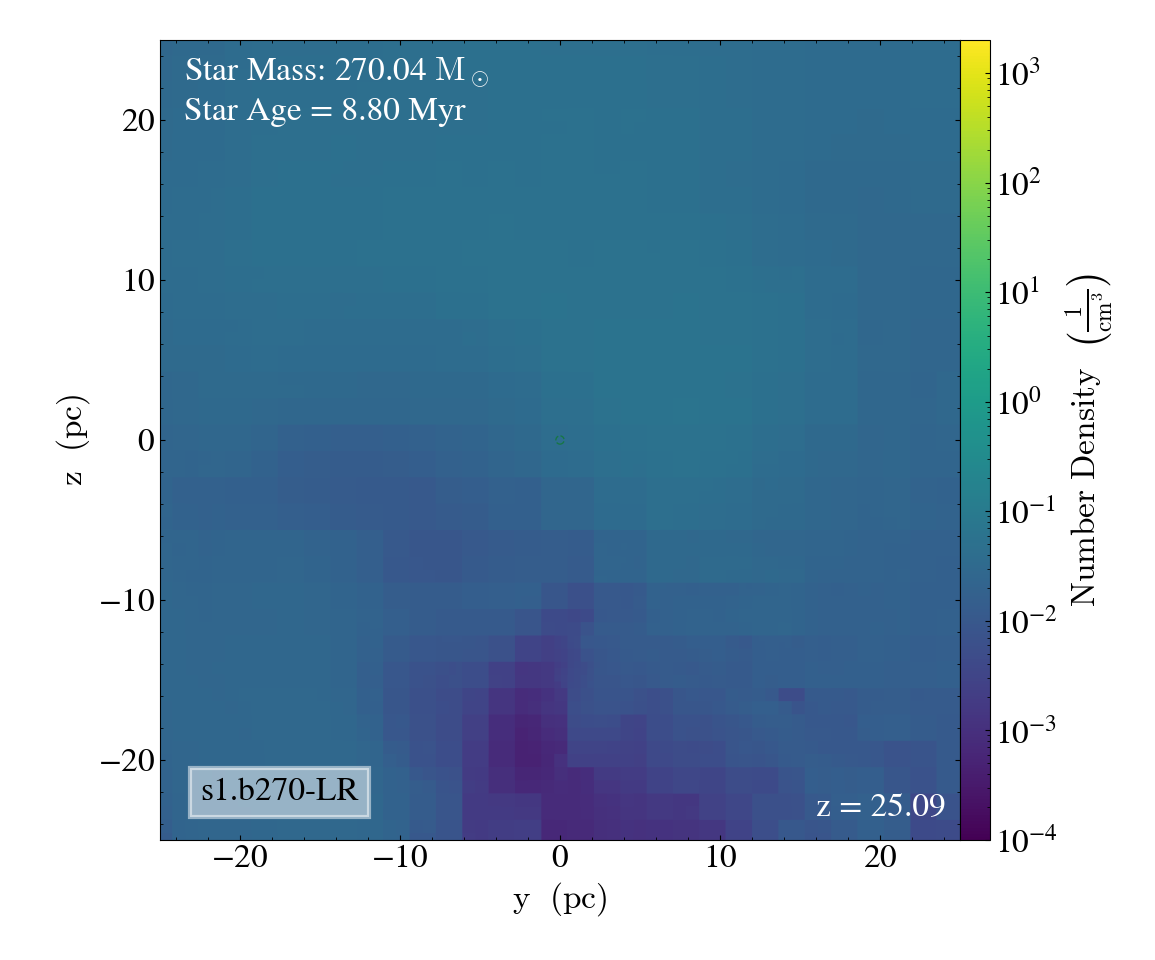 Star Mass: 270.04 M⊙
Star Age = 8.80 Myr
20
10
0
−10
−20
z (pc)
s1.b270-LR
z = 25.09
−20
−10
0
10
20
y (pc)
10³
10²
10¹
10⁰
10⁻¹
10⁻²
10⁻³
10⁻⁴
Number Density (1/cm³)